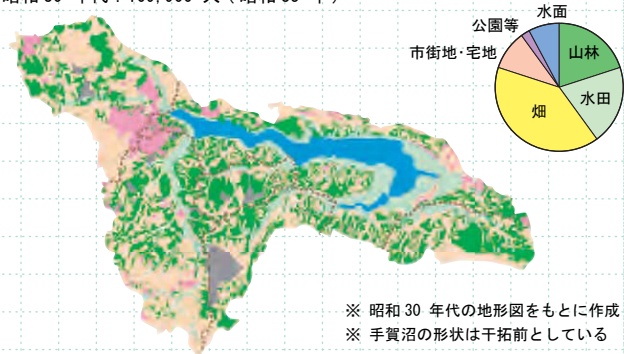 水面
公園等
市街地･宅地
山林
水田
畑
※ 昭和 30 年代の地形図をもとに作成
※ 手賀沼の形状は干拓前としている